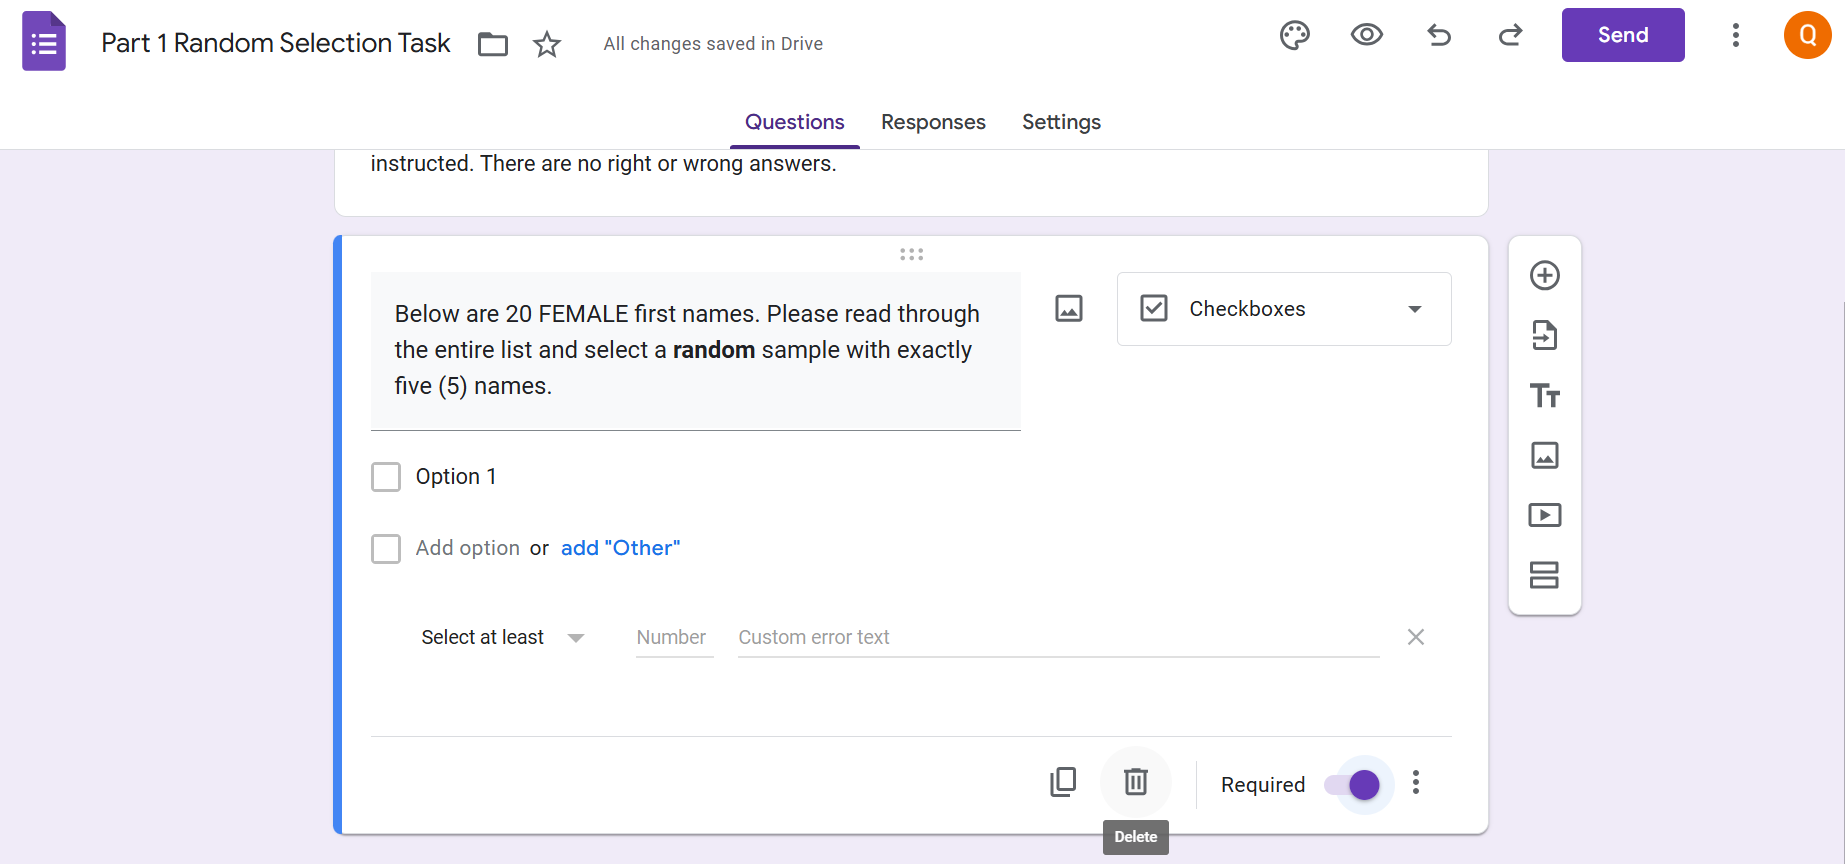 Part 1 Random Selection Task
All changes saved in Drive
Send
Q
Questions
Responses
Settings
instructed. There are no right or wrong answers.
Below are 20 FEMALE first names. Please read through
the entire list and select a random sample with exactly
five (5) names.
Checkboxes
Option 1
Add option or add "Other"
Select at least
Number
Custom error text
Required
Delete